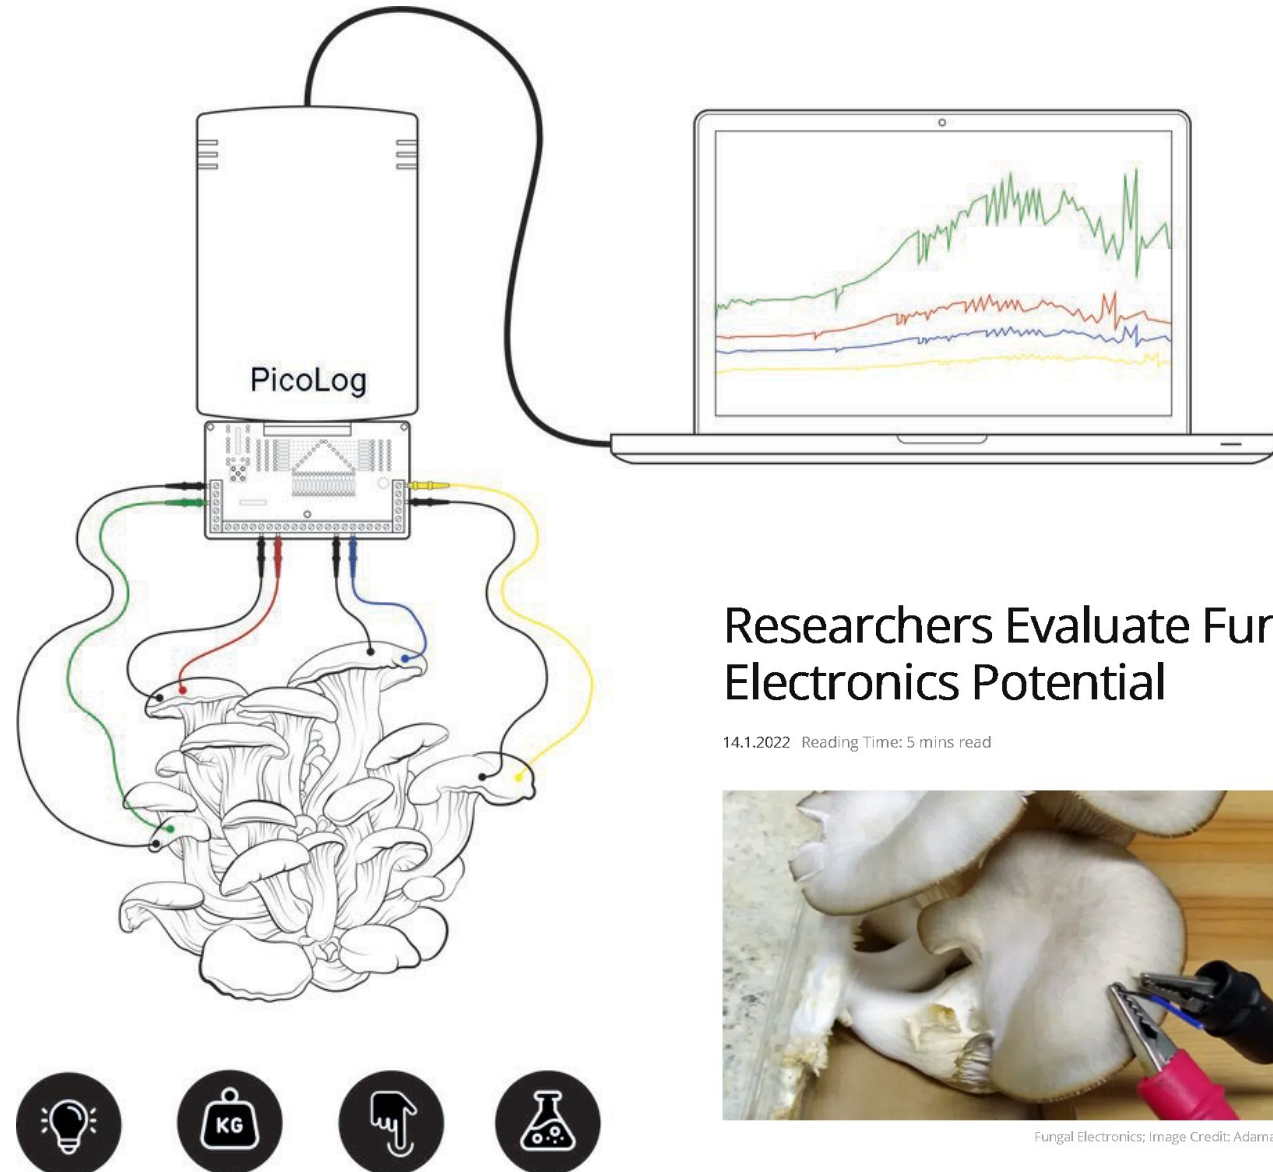 PicoLog
Researchers Evaluate Fun
Electronics Potential
14.1.2022 Reading Time: 5 mins read
KG
Fungal Electronics; Image Credit: Adama